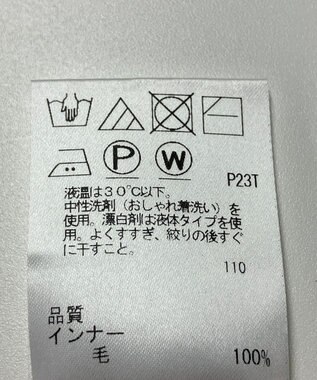 P W P23T
液温は30℃以下。
中性洗剤（おしゃれ着洗い）を
使用。漂白剤は液体タイプを使
用。よくすすぎ、絞りの後すぐ
に干すこと。
110
品質
インナー
毛 100%